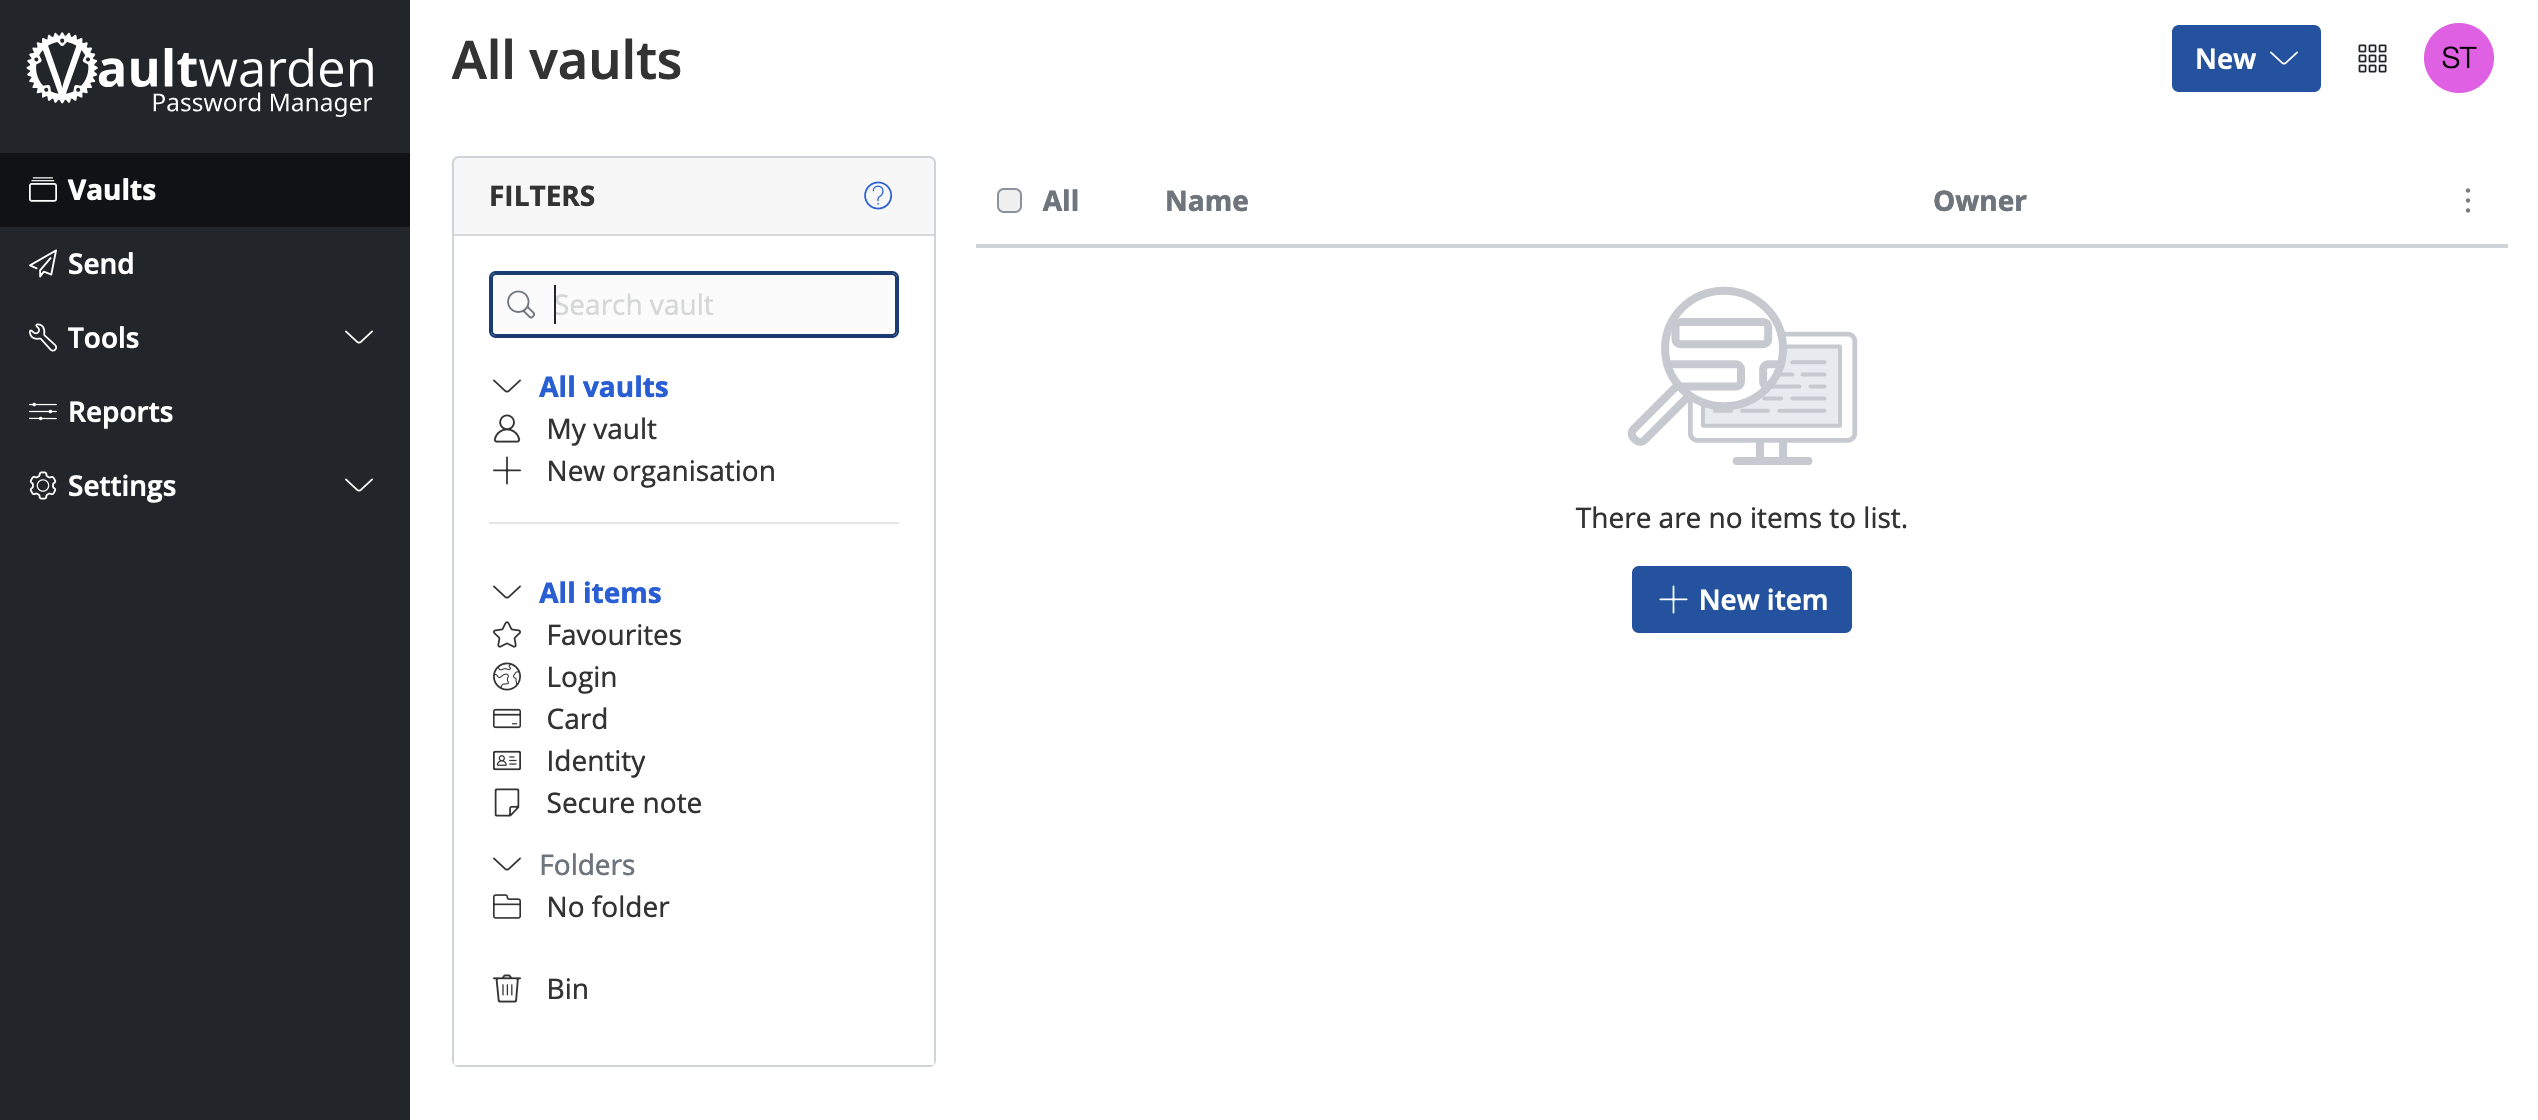 Vaultwarden
Password Manager
Vaults
Send
Tools
Reports
Settings
All vaults
New
ST
FILTERS
Search vault
All vaults
My vault
New organisation
All items
Favourites
Login
Card
Identity
Secure note
Folders
No folder
Bin
All Name Owner
There are no items to list.
New item